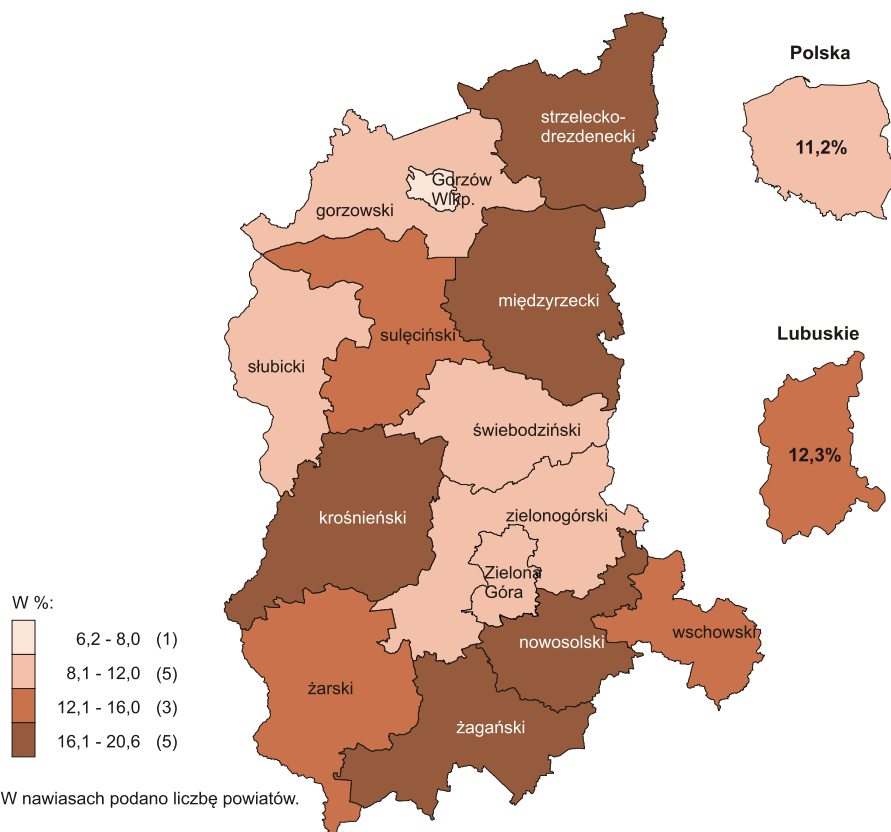 Polska
11,2%
strzelecko-
drezdenecki
Gorzów
Wlkp.
gorzowski
międzyrzecki
sulęciński
słubicki
Lubuskie
12,3%
świebodziński
krośnieński
zielonogórski
Zielona
Góra
nowosolski
wschowski
żarski
żagański
W %:
6,2 - 8,0 (1)
8,1 - 12,0 (5)
12,1 - 16,0 (3)
16,1 - 20,6 (5)
W nawiasach podano liczbę powiatów.